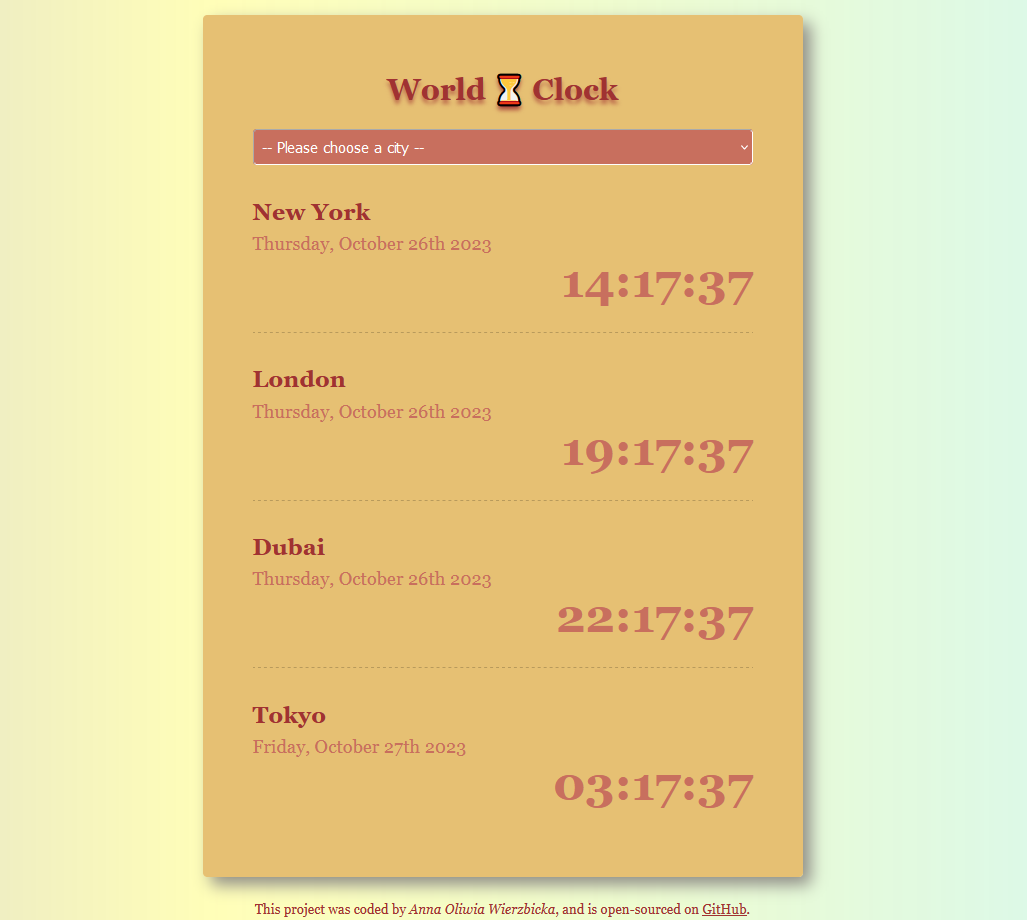 World ⌛ Clock
-- Please choose a city --
New York
Thursday, October 26th 2023
14:17:37
London
Thursday, October 26th 2023
19:17:37
Dubai
Thursday, October 26th 2023
22:17:37
Tokyo
Friday, October 27th 2023
03:17:37
This project was coded by Anna Oliwia Wierzbicka, and is open-sourced on GitHub.